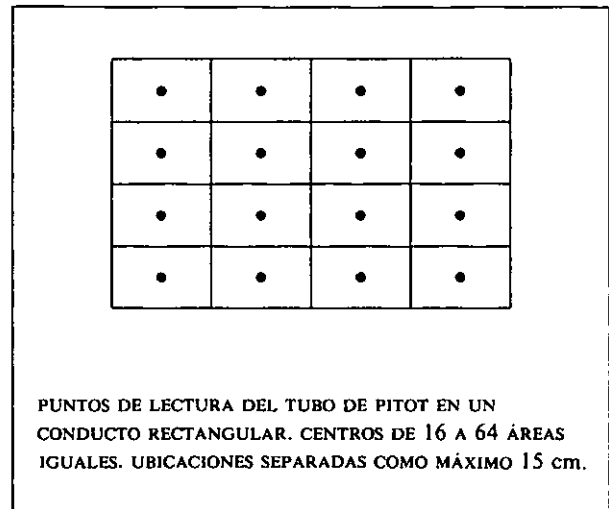 PUNTOS DE LECTURA DEL TUBO DE PITOT EN UN
CONDUCTO RECTANGULAR. CENTROS DE 16 A 64 ÁREAS
IGUALES. UBICACIONES SEPARADAS COMO MÁXIMO 15 cm.